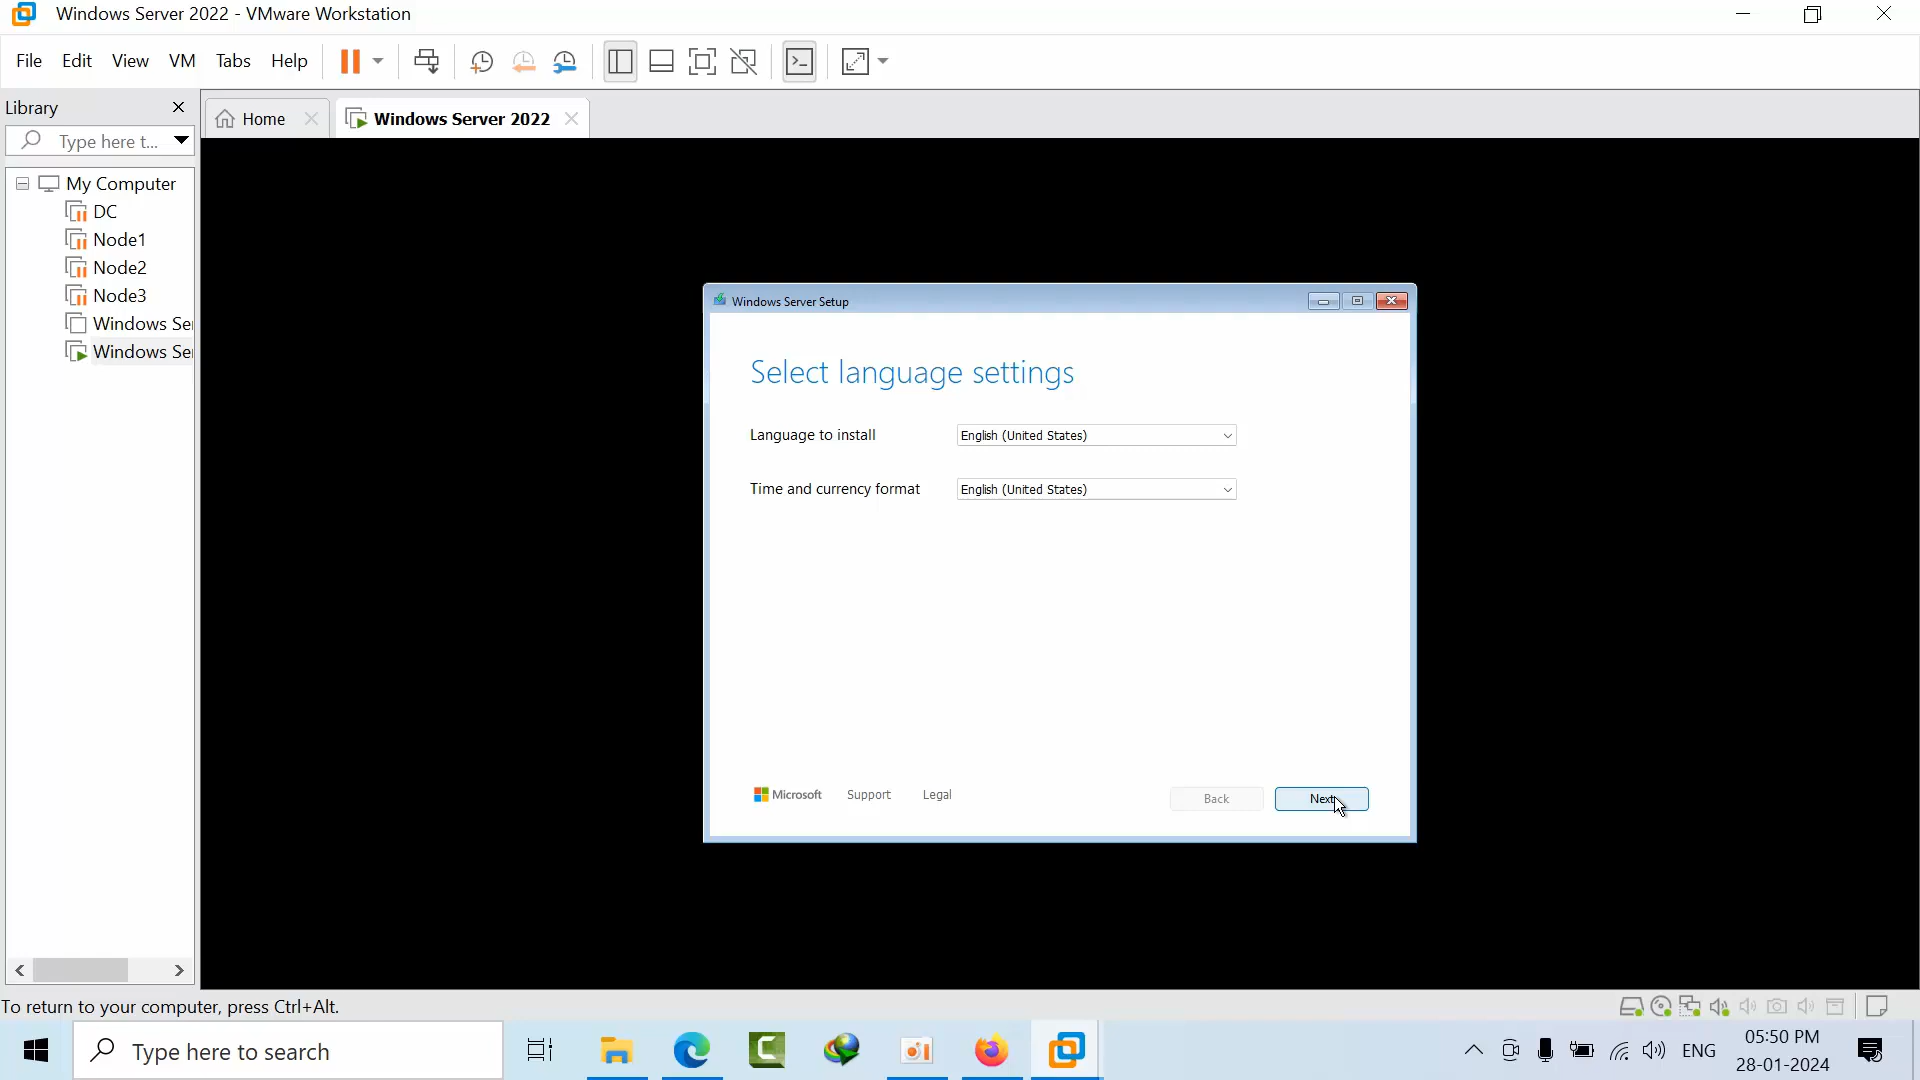 Windows Server 2022 - VMware Workstation
File Edit View VM Tabs Help
Library
Home
Windows Server 2022
Type here t...
My Computer
DC
Node1
Node2
Node3
Windows Se
Windows Se
Windows Server Setup
Select language settings
Language to install
English (United States)
Time and currency format
English (United States)
Microsoft
Support
Legal
Back
Next
To return to your computer, press Ctrl+Alt.
Type here to search
ENG
05:50 PM
28-01-2024